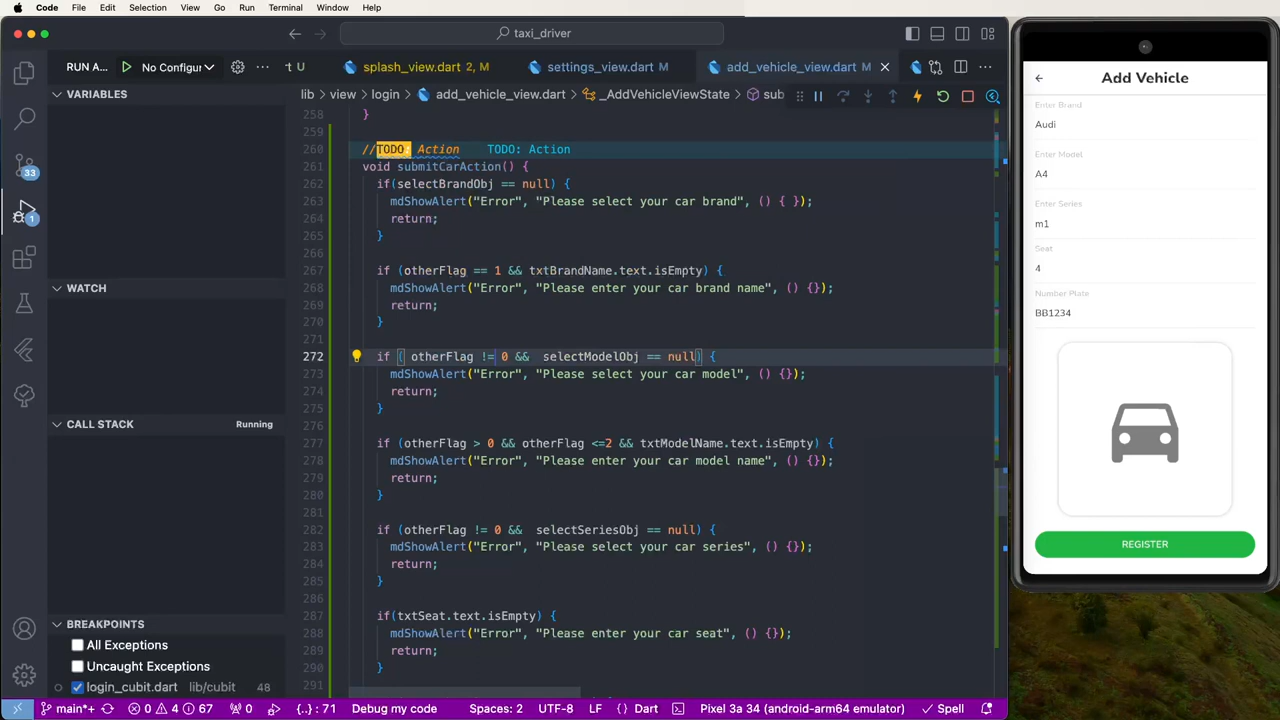 Code File Edit Selection View Go Run Terminal Window Help
taxi_driver
RUN A... No Configur
t U splash_view.dart 2, M settings_view.dart M add_vehicle_view.dart M
VARIABLES
lib > view > login > add_vehicle_view.dart > _AddVehicleViewState > sub
258 }
259
260 //TODO: Action TODO: Action
261 void submitCarAction() {
262 if(selectBrandObj == null) {
263 mdShowAlert("Error", "Please select your car brand", () { });
264 return;
265 }
266
267 if (otherFlag == 1 && txtBrandName.text.isEmpty) {
268 mdShowAlert("Error", "Please enter your car brand name", () {});
269 return;
270 }
271
272 if ( otherFlag != 0 && selectModelObj == null) {
273 mdShowAlert("Error", "Please select your car model", () {});
274 return;
275 }
276
277 if (otherFlag > 0 && otherFlag <=2 && txtModelName.text.isEmpty) {
278 mdShowAlert("Error", "Please enter your car model name", () {});
279 return;
280 }
281
282 if (otherFlag != 0 && selectSeriesObj == null) {
283 mdShowAlert("Error", "Please select your car series", () {});
284 return;
285 }
286
287 if(txtSeat.text.isEmpty) {
288 mdShowAlert("Error", "Please enter your car seat", () {});
289 return;
290 }
291
WATCH
CALL STACK Running
BREAKPOINTS
All Exceptions
Uncaught Exceptions
login_cubit.dart lib/cubit 48
33
1
main*+ 0 4 67 0 {..} : 71 Debug my code Spaces: 2 UTF-8 LF { } Dart Pixel 3a 34 (android-arm64 emulator) Spell
Add Vehicle
Enter Brand
Audi
Enter Model
A4
Enter Series
m1
Seat
4
Number Plate
BB1234
REGISTER